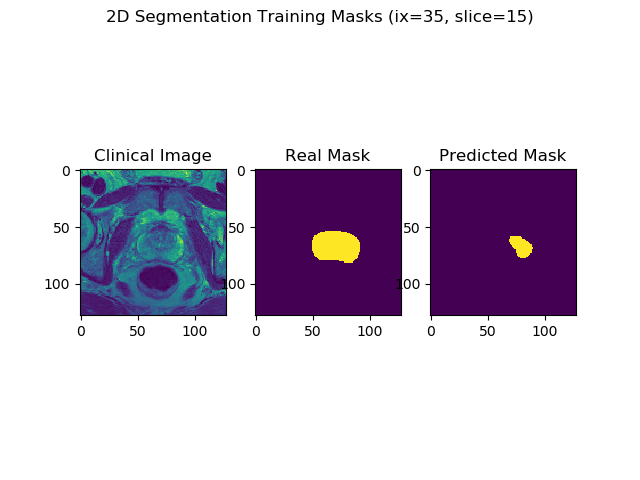 2D Segmentation Training Masks (ix=35, slice=15)
Clinical Image Real Mask Predicted Mask
0 0 0
50 50 50
100 100 100
0 50 100 0 50 100 0 50 100